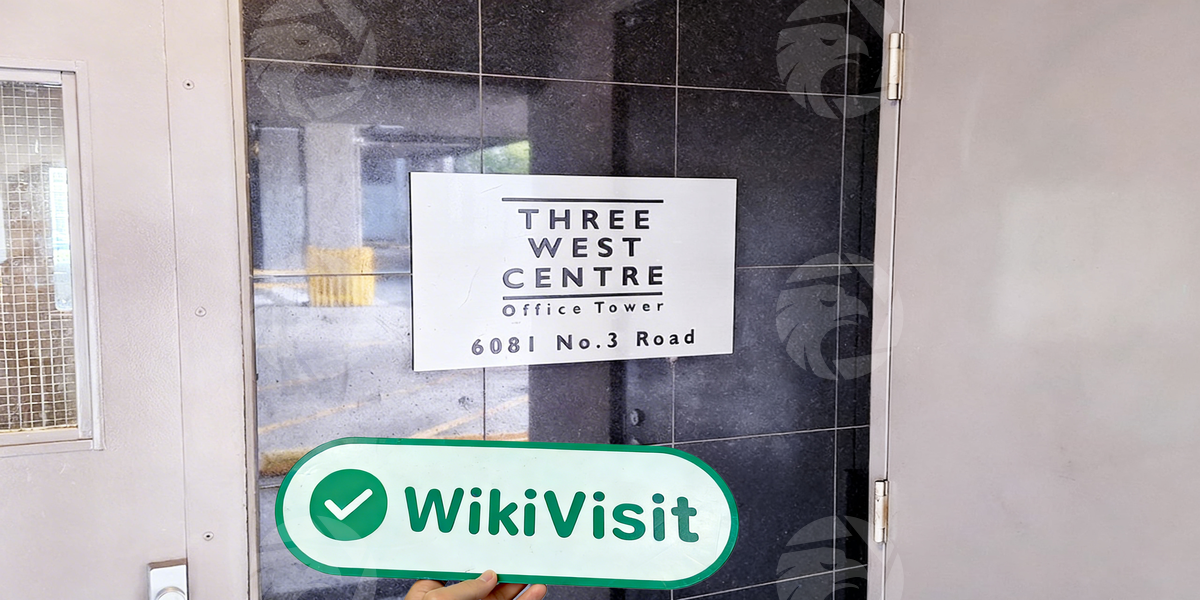 THREE
WEST
CENTRE
Office Tower
6081 No.3 Road
WikiVisit